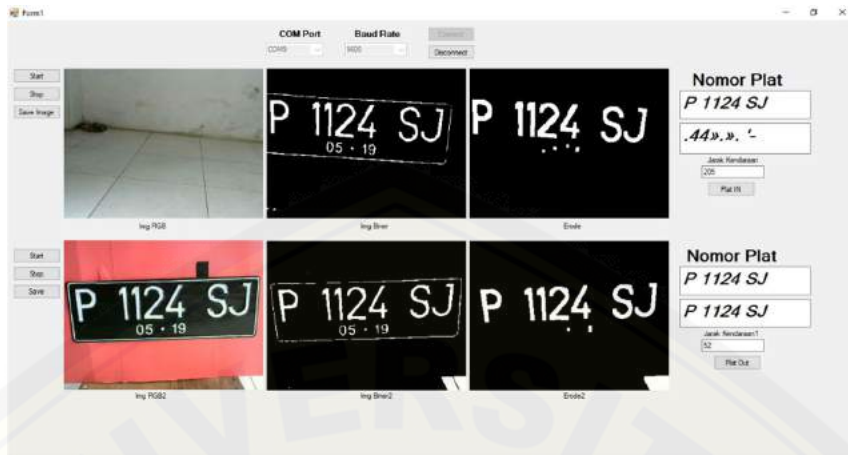 Form1
COM Port
Baud Rate
Connect
COM9
9600
Disconnect
Start
Stop
Save Image
P 1124 SJ
05 · 19
P 1124 SJ
Nomor Plat
P 1124 SJ
.44».». '-
Jarak Kendaraan
205
Plat IN
Img RGB
Img Biner
Erode
Start
Stop
Save
P 1124 SJ
05 · 19
P 1124 SJ
05 · 19
P 1124 SJ
Nomor Plat
P 1124 SJ
P 1124 SJ
Jarak Kendaraan1
52
Plat Out
Img RGB2
Img Biner2
Erode2